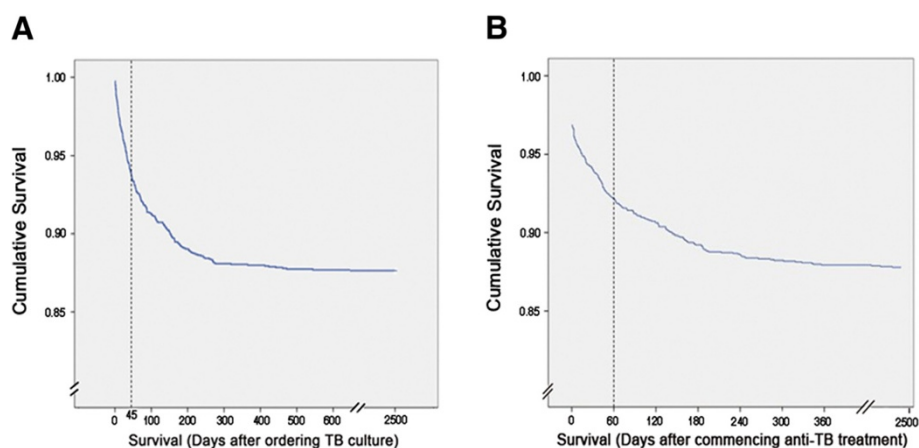 A
1.00
0.95
0.90
0.85
Cumulative Survival
0 45 100 200 300 400 500 600 2500
Survival (Days after ordering TB culture)
B
1.00
0.95
0.90
0.85
Cumulative Survival
0 60 120 180 240 300 360 2500
Survival (Days after commencing anti-TB treatment)